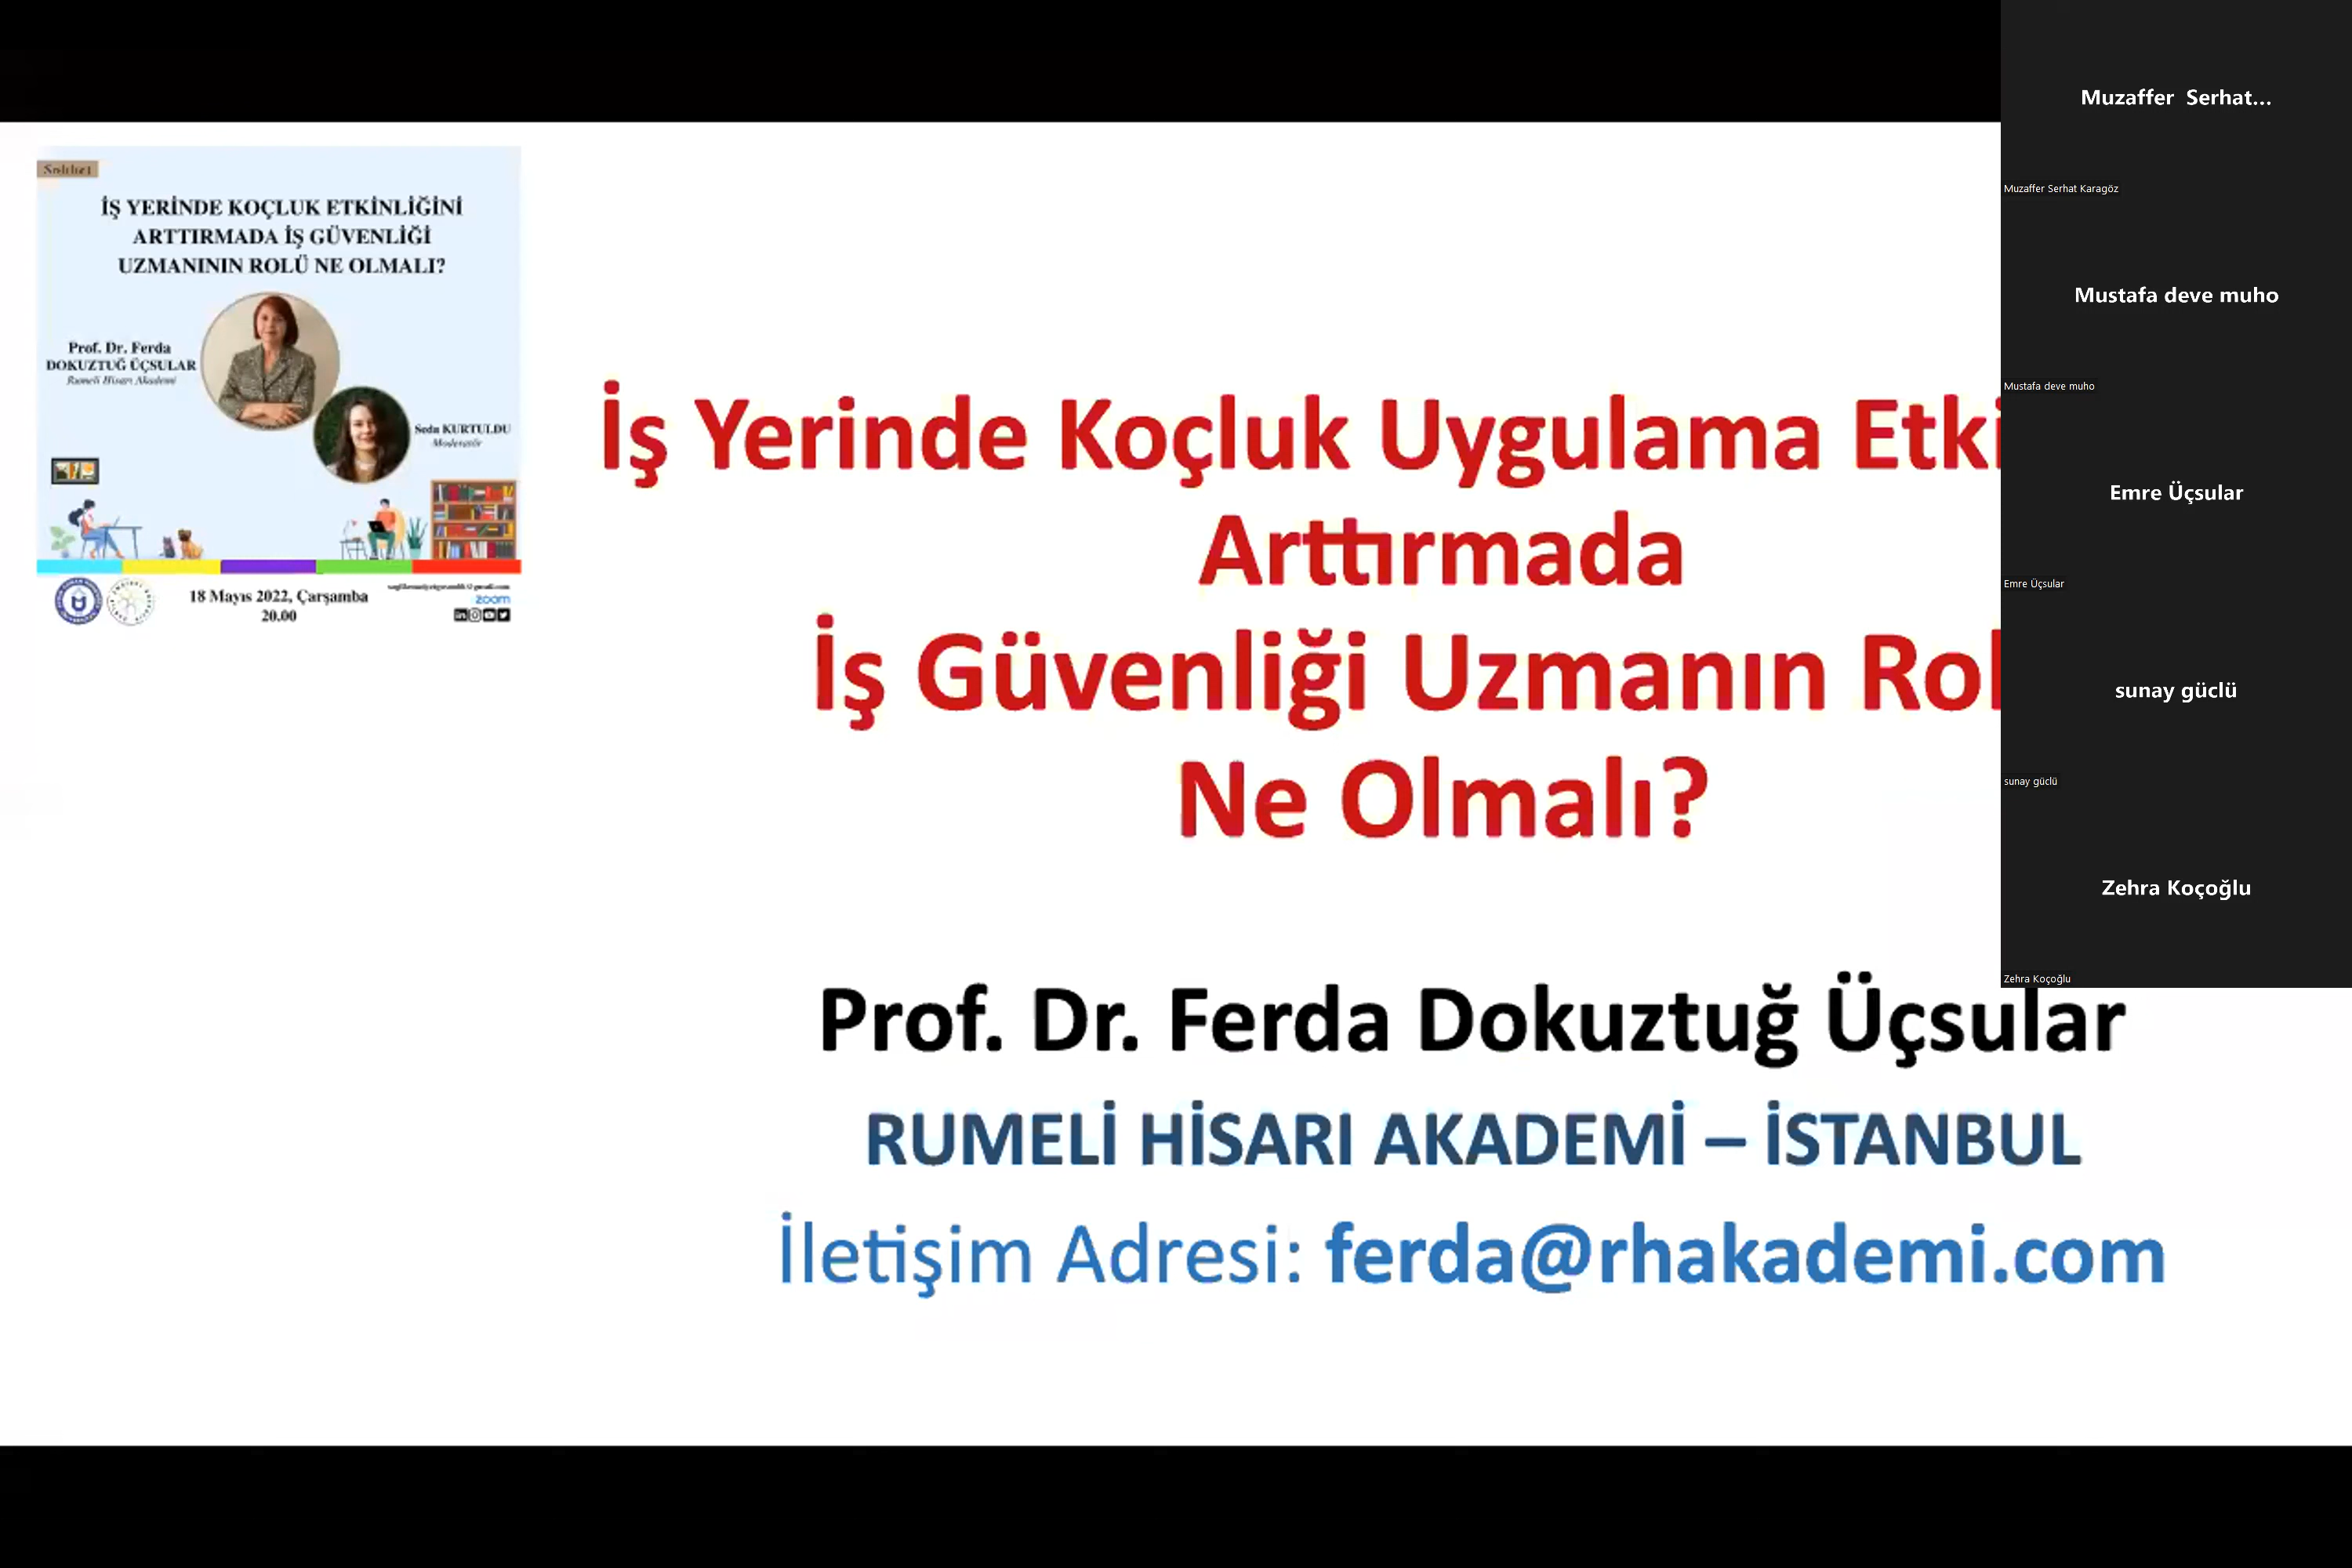 Sohbet
İŞ YERİNDE KOÇLUK ETKİNLİĞİNİ
ARTTIRMADA İŞ GÜVENLİĞİ
UZMANININ ROLÜ NE OLMALI?
Prof. Dr. Ferda
DOKUZTUĞ ÜÇSULAR
Rumeli Hisarı Akademi
Seda KURTULDU
Moderatör
18 Mayıs 2022, Çarşamba
20.00
zoom
İş Yerinde Koçluk Uygulama Etki
Arttırmada
İş Güvenliği Uzmanın Rol
Ne Olmalı?
Prof. Dr. Ferda Dokuztuğ Üçsular
RUMELİ HİSARI AKADEMİ – İSTANBUL
İletişim Adresi: ferda@rhakademi.com
Muzaffer Serhat...
Muzaffer Serhat Karagöz
Mustafa deve muho
Mustafa deve muho
Emre Üçsular
Emre Üçsular
sunay güclü
sunay güclü
Zehra Koçoğlu
Zehra Koçoğlu